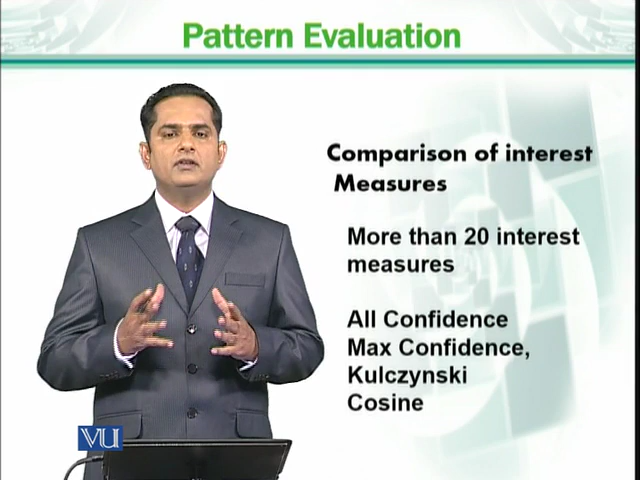 Pattern Evaluation
Comparison of interest
Measures
More than 20 interest
measures
All Confidence
Max Confidence,
Kulczynski
Cosine
VU